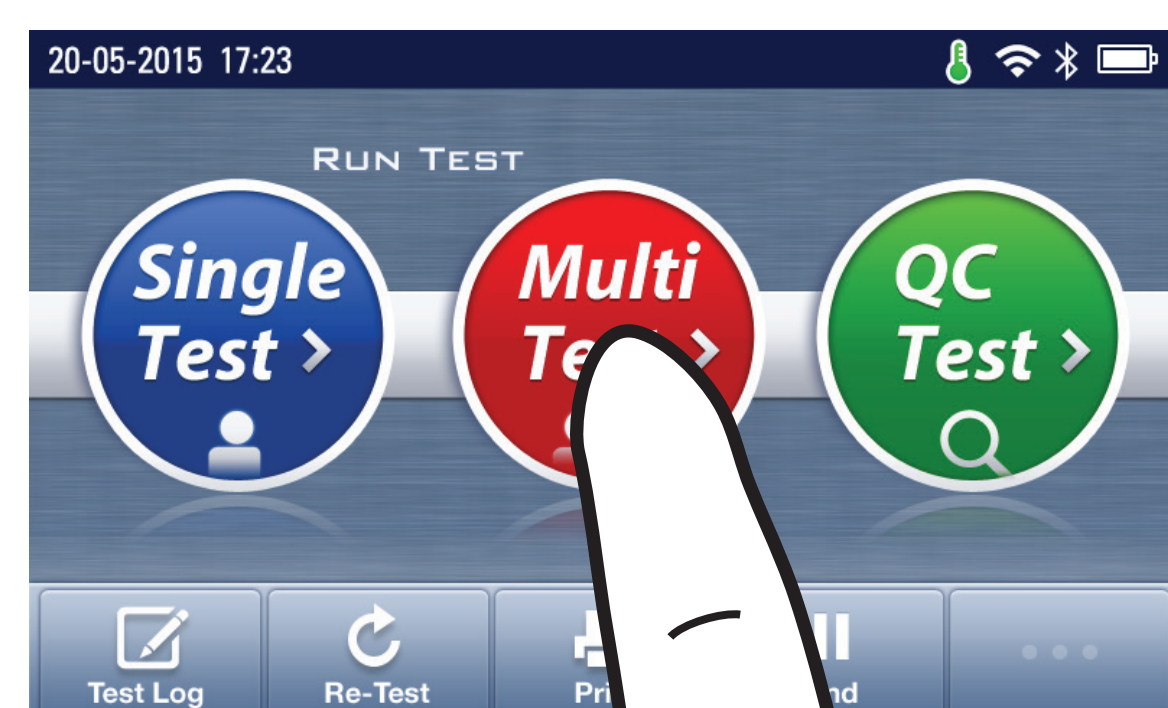 20-05-2015 17:23
RUN TEST
Single
Test
Multi
QC
Test
Test Log
Re-Test